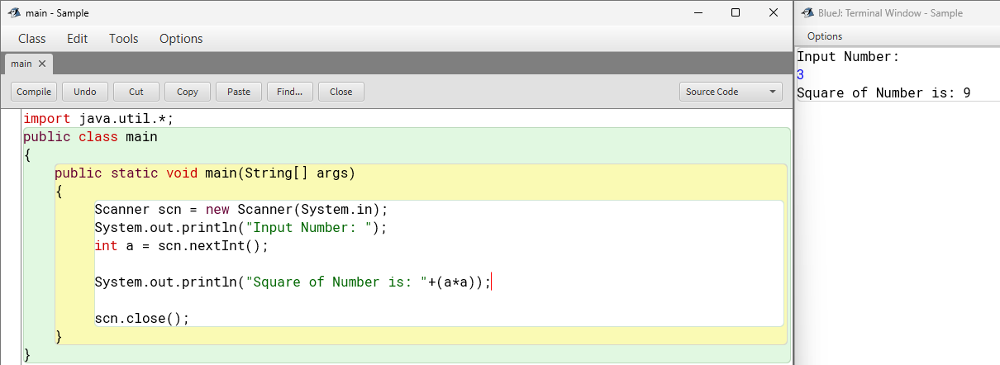 main - Sample
Class Edit Tools Options
main
Compile Undo Cut Copy Paste Find... Close Source Code
import java.util.*;
public class main
{
public static void main(String[] args)
{
Scanner scn = new Scanner(System.in);
System.out.println("Input Number: ");
int a = scn.nextInt();
System.out.println("Square of Number is: "+(a*a));
scn.close();
}
}
BlueJ: Terminal Window - Sample
Options
Input Number:
3
Square of Number is: 9